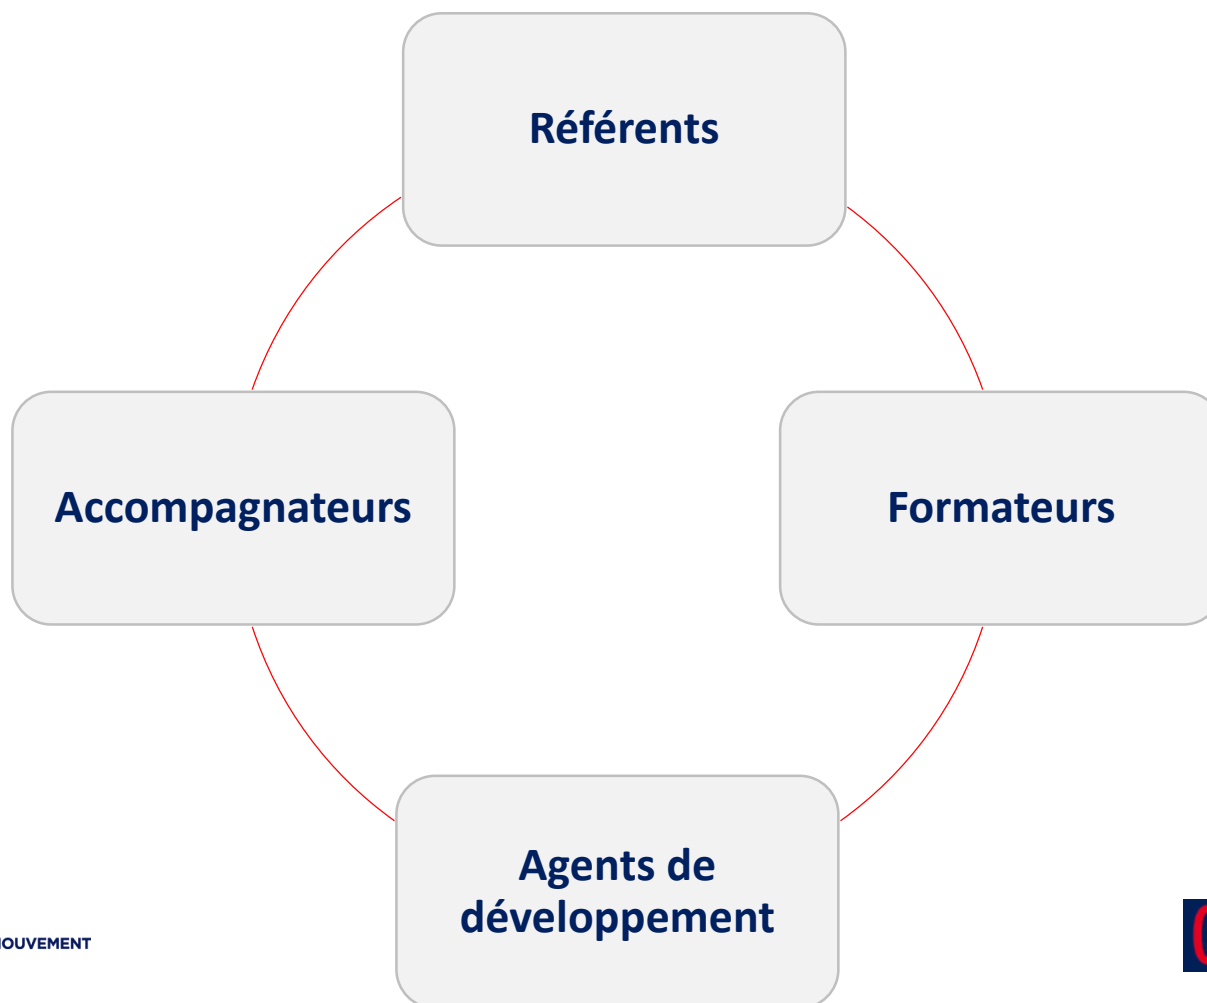 Référents
Accompagnateurs
Formateurs
Agents de
développement